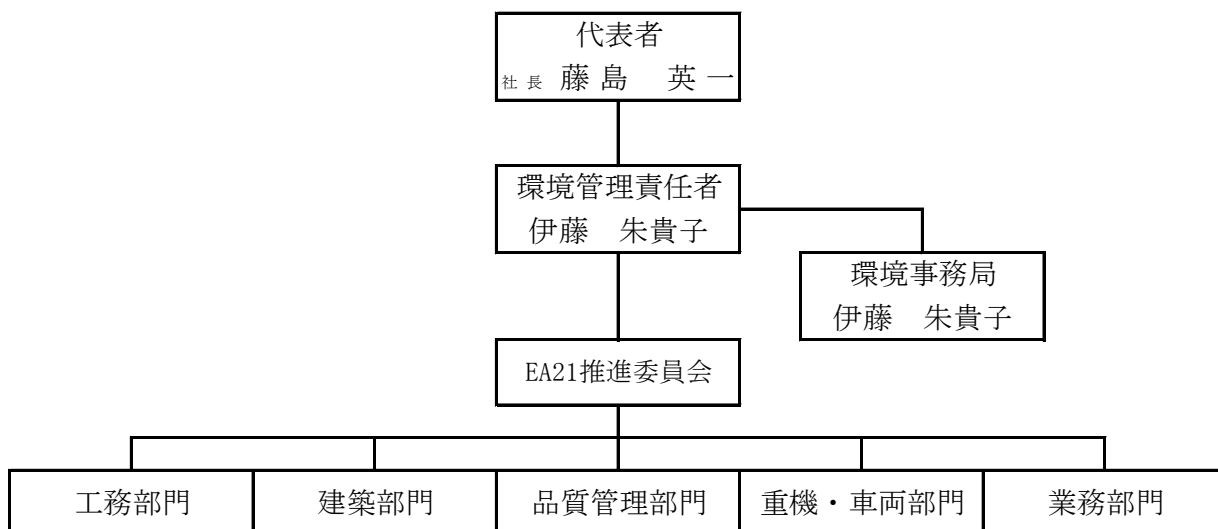 代表者
社長 藤島 英一
環境管理責任者
伊藤 朱貴子
環境事務局
伊藤 朱貴子
EA21推進委員会
工務部門 建築部門 品質管理部門 重機・車両部門 業務部門